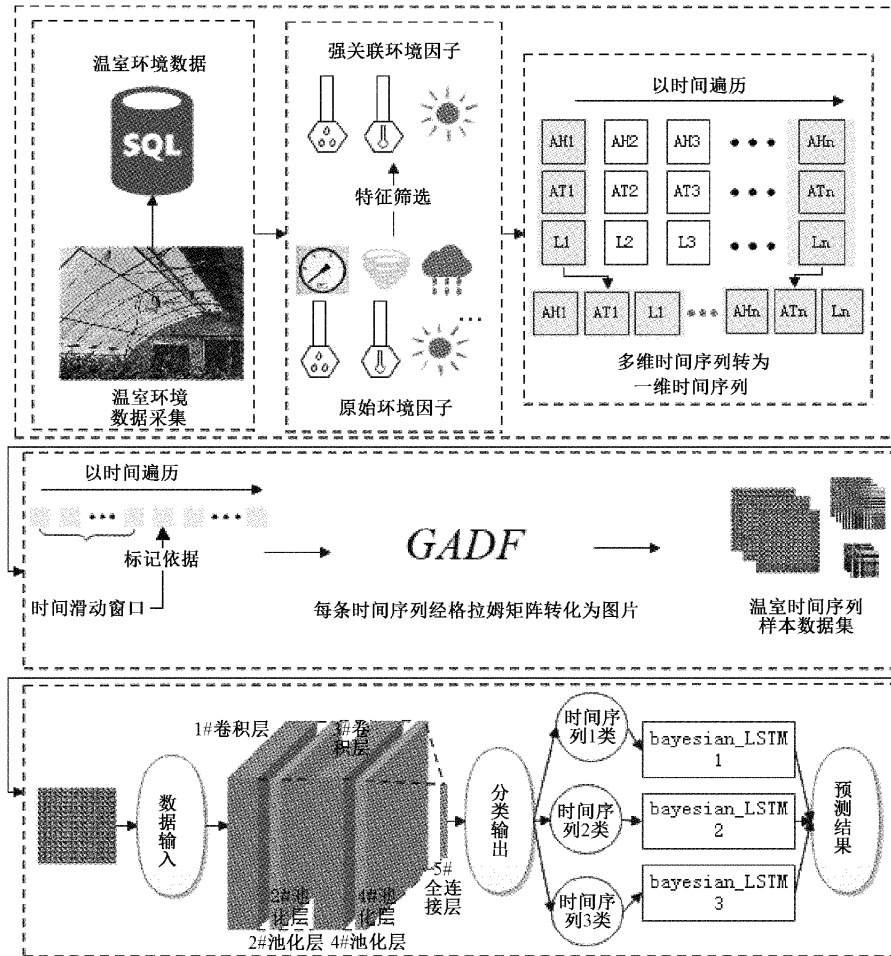 温室环境数据
SQL
温室环境
数据采集
强关联环境因子
特征筛选
...
原始环境因子
以时间遍历
AH1 AH2 AH3 ••• AHn
AT1 AT2 AT3 ••• ATn
L1 L2 L3 ••• Ln
AH1 AT1 L1 ••• AHn ATn Ln
多维时间序列转为
一维时间序列
以时间遍历
••• •••
标记依据
时间滑动窗口
GADF
每条时间序列经格拉姆矩阵转化为图片
温室时间序列
样本数据集
数据输入
1#卷积层
3#卷
积层
2#池
化层
4#池
化层
2#池化层
4#池化层
5#
全连
接层
分类输出
时间序
列1类
时间序
列2类
时间序
列3类
bayesian_LSTM
1
bayesian_LSTM
2
bayesian_LSTM
3
预测结果